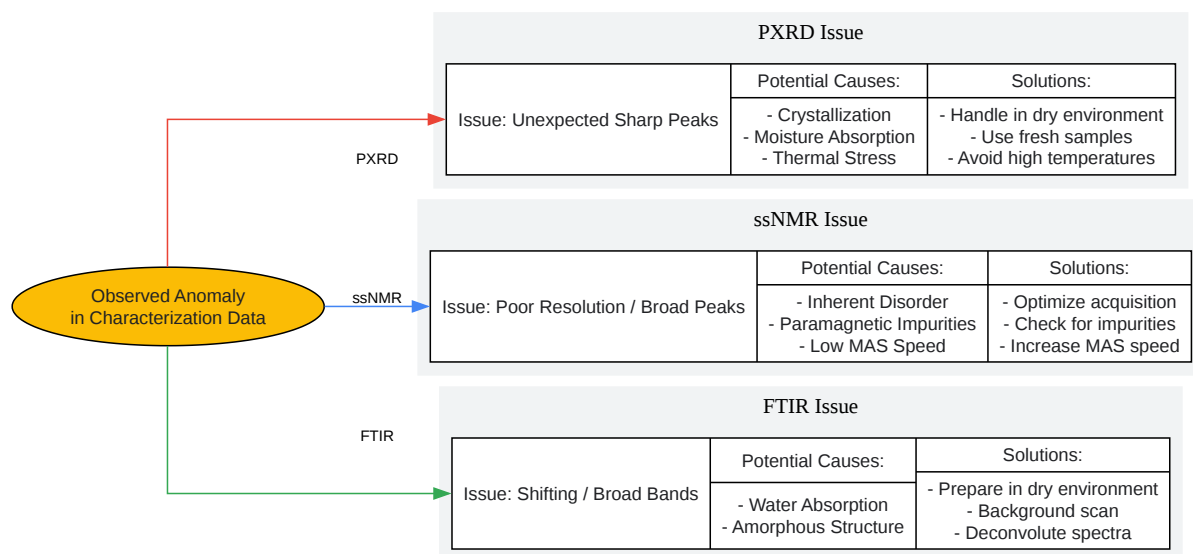 PXRD Issue
Issue: Unexpected Sharp Peaks
Potential Causes:
- Crystallization
- Moisture Absorption
- Thermal Stress
Solutions:
- Handle in dry environment
- Use fresh samples
- Avoid high temperatures
PXRD
ssNMR Issue
Issue: Poor Resolution / Broad Peaks
Potential Causes:
- Inherent Disorder
- Paramagnetic Impurities
- Low MAS Speed
Solutions:
- Optimize acquisition
- Check for impurities
- Increase MAS speed
Observed Anomaly
in Characterization Data
ssNMR
FTIR Issue
FTIR
Issue: Shifting / Broad Bands
Potential Causes:
- Water Absorption
- Amorphous Structure
Solutions:
- Prepare in dry environment
- Background scan
- Deconvolute spectra